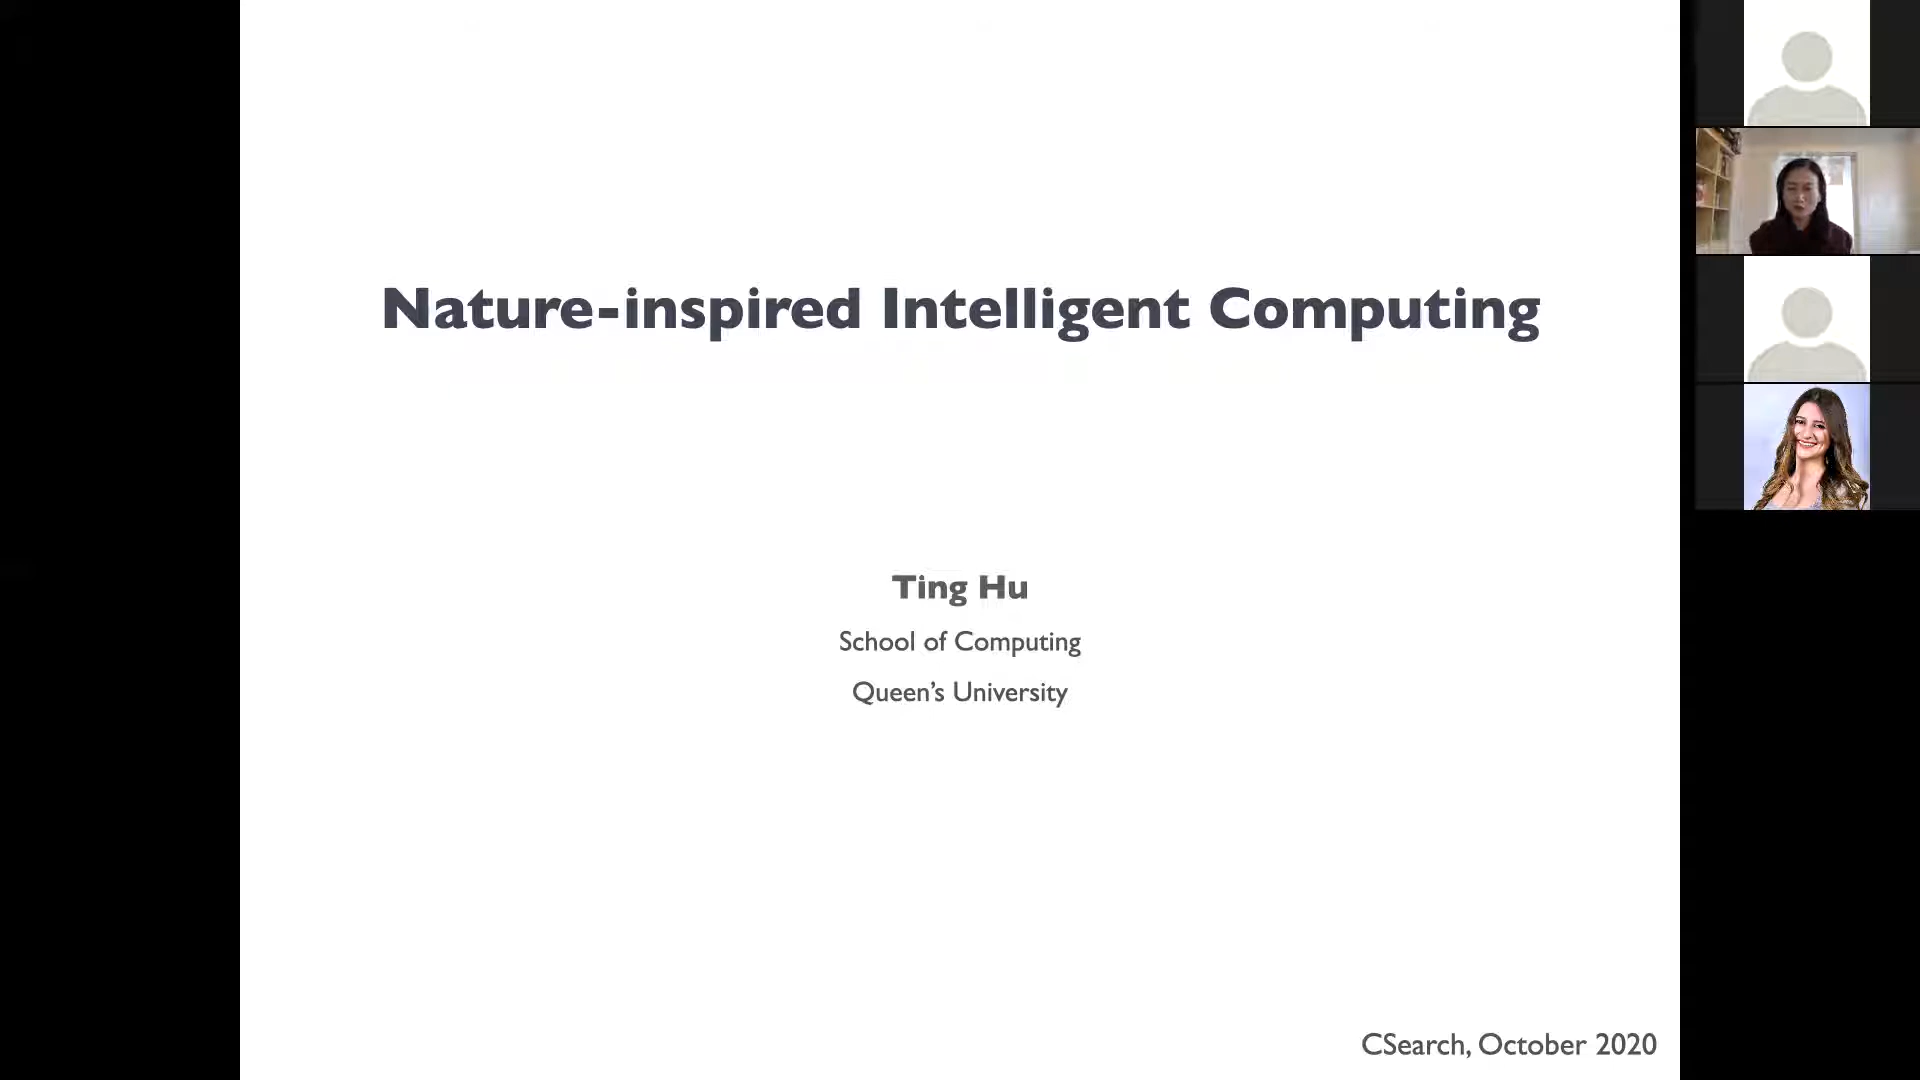 Nature-inspired Intelligent Computing
Ting Hu
School of Computing
Queen’s University
CSearch, October 2020